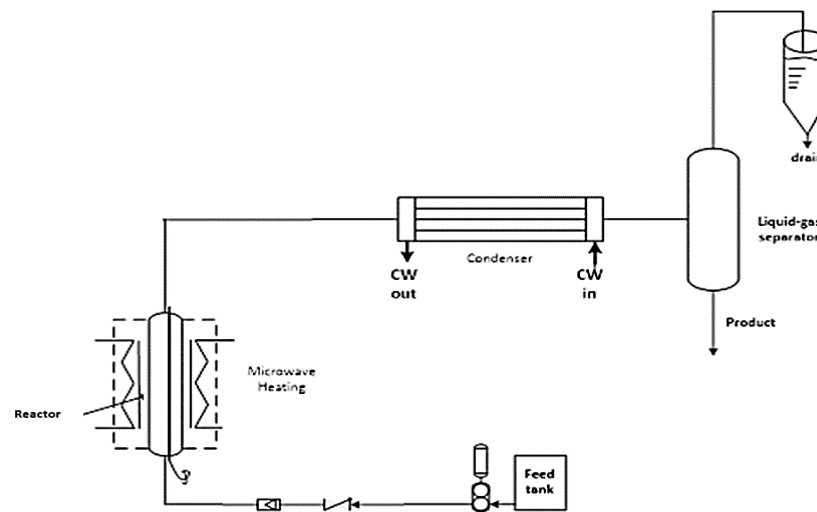 drain
Liquid-gas
separator
Condenser
CW
out
CW
in
Product
Microwave
Heating
Reactor
Feed
tank